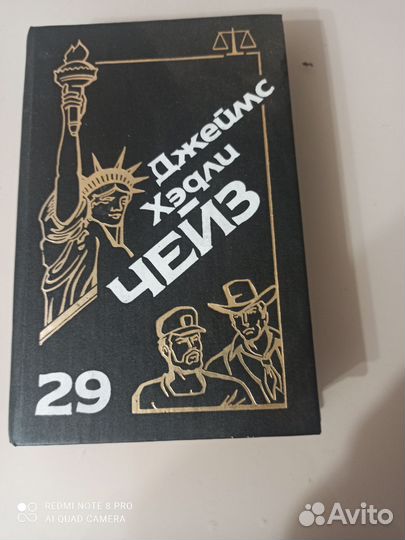 Джеймс
Хэдли
ЧЕЙЗ
29
REDMI NOTE 8 PRO
AI QUAD CAMERA
Avito